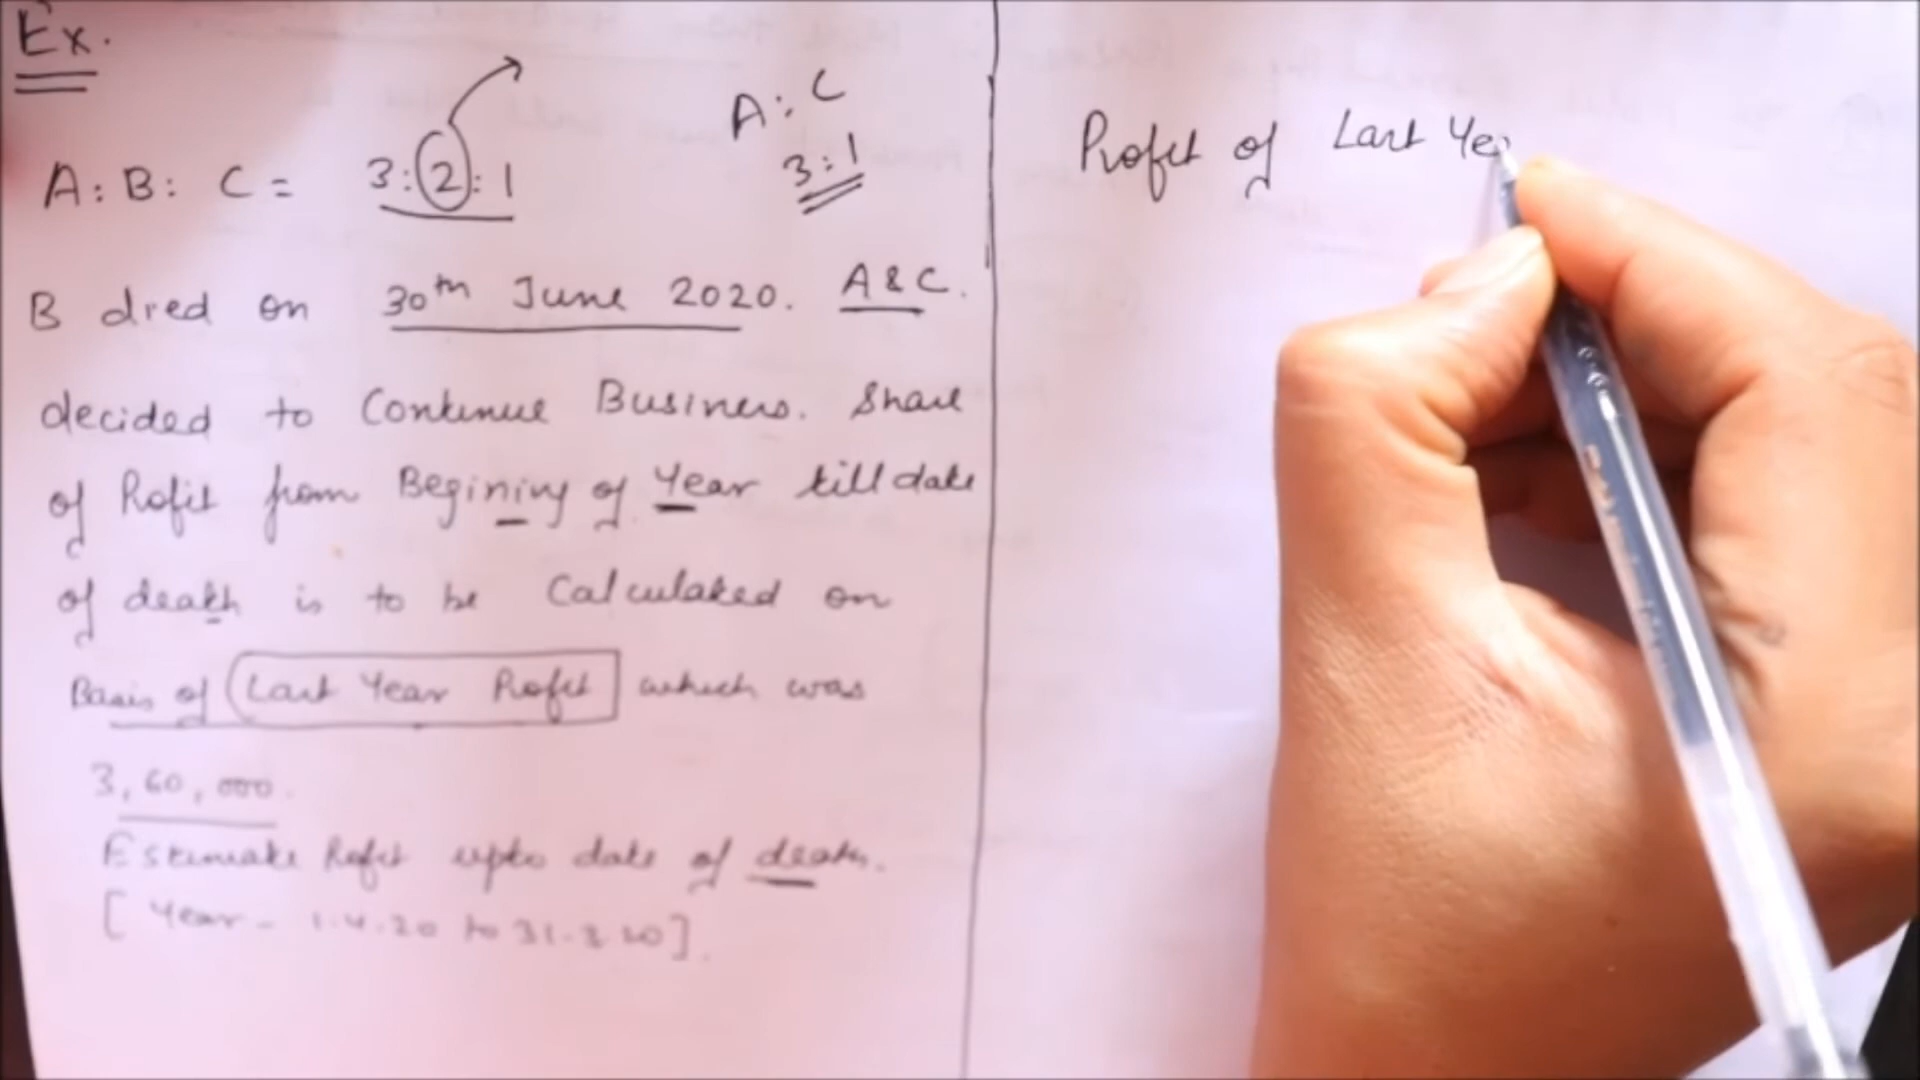 Ex.
A : B : C = 3 : 2 : 1
A : C
3 : 1
B died on 30th June 2020. A & C.
decided to Continue Business. Share
of Profit from Begining of Year till date
of death is to be Calculated on
Basis of Last Year Profit which was
3,60,000.
Estimate Profit upto date of death.
[Year - 1.4.20 to 31.3.20].
Profit of Last Yea